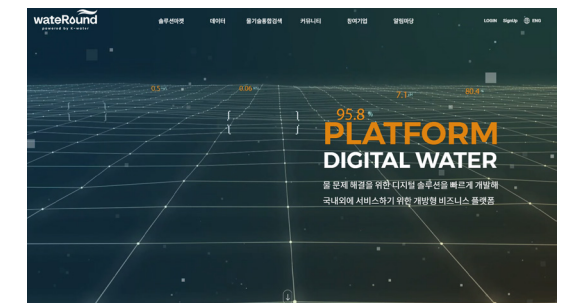 wateRound
powered by K-water
솔루션마켓 데이터 물기술통합검색 커뮤니티 참여기업 알림마당
LOGIN SignUp ENG
0.5
0.06
7.1
80.4
95.8 %
PLATFORM
DIGITAL WATER
물 문제 해결을 위한 디지털 솔루션을 빠르게 개발해
국내외에 서비스하기 위한 개방형 비즈니스 플랫폼